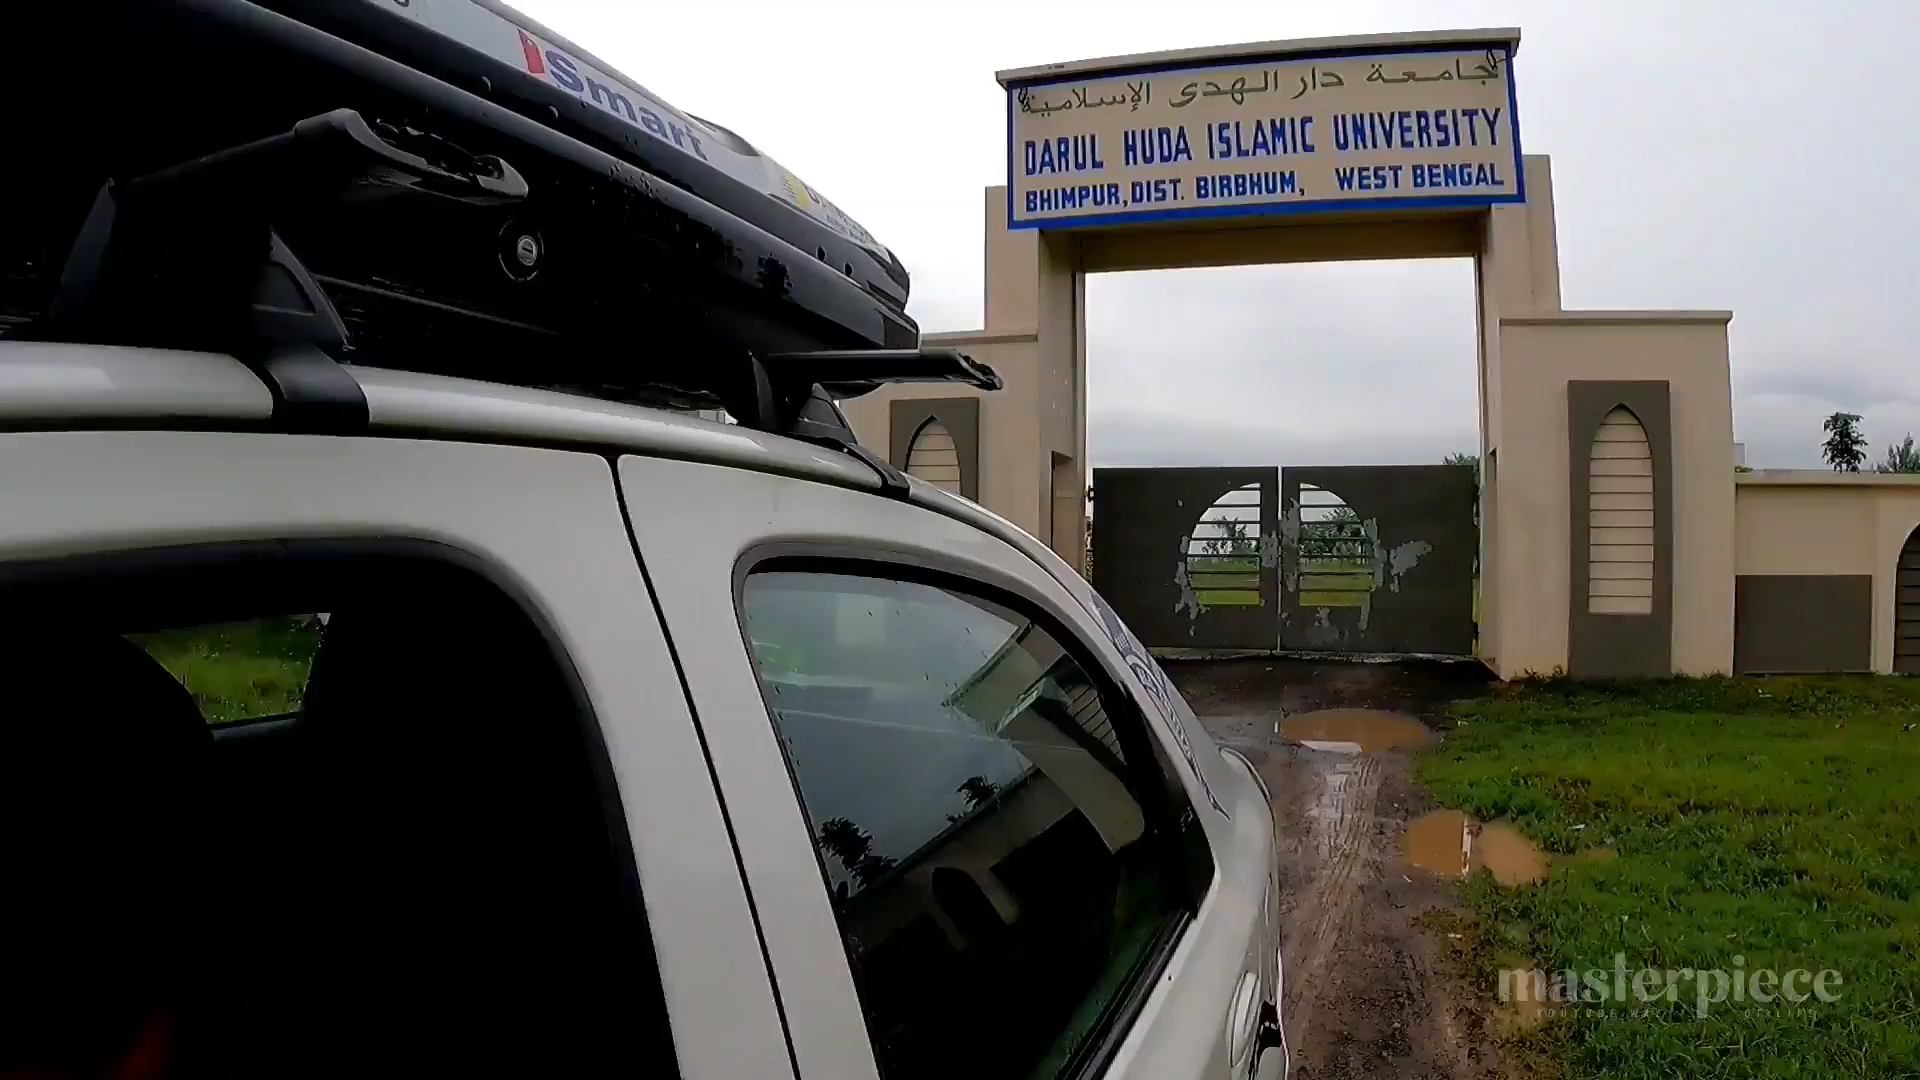 iSmart
جامعة دار الهدى الإسلامية
DARUL HUDA ISLAMIC UNIVERSITY
BHIMPUR, DIST. BIRBHUM, WEST BENGAL
masterpiece